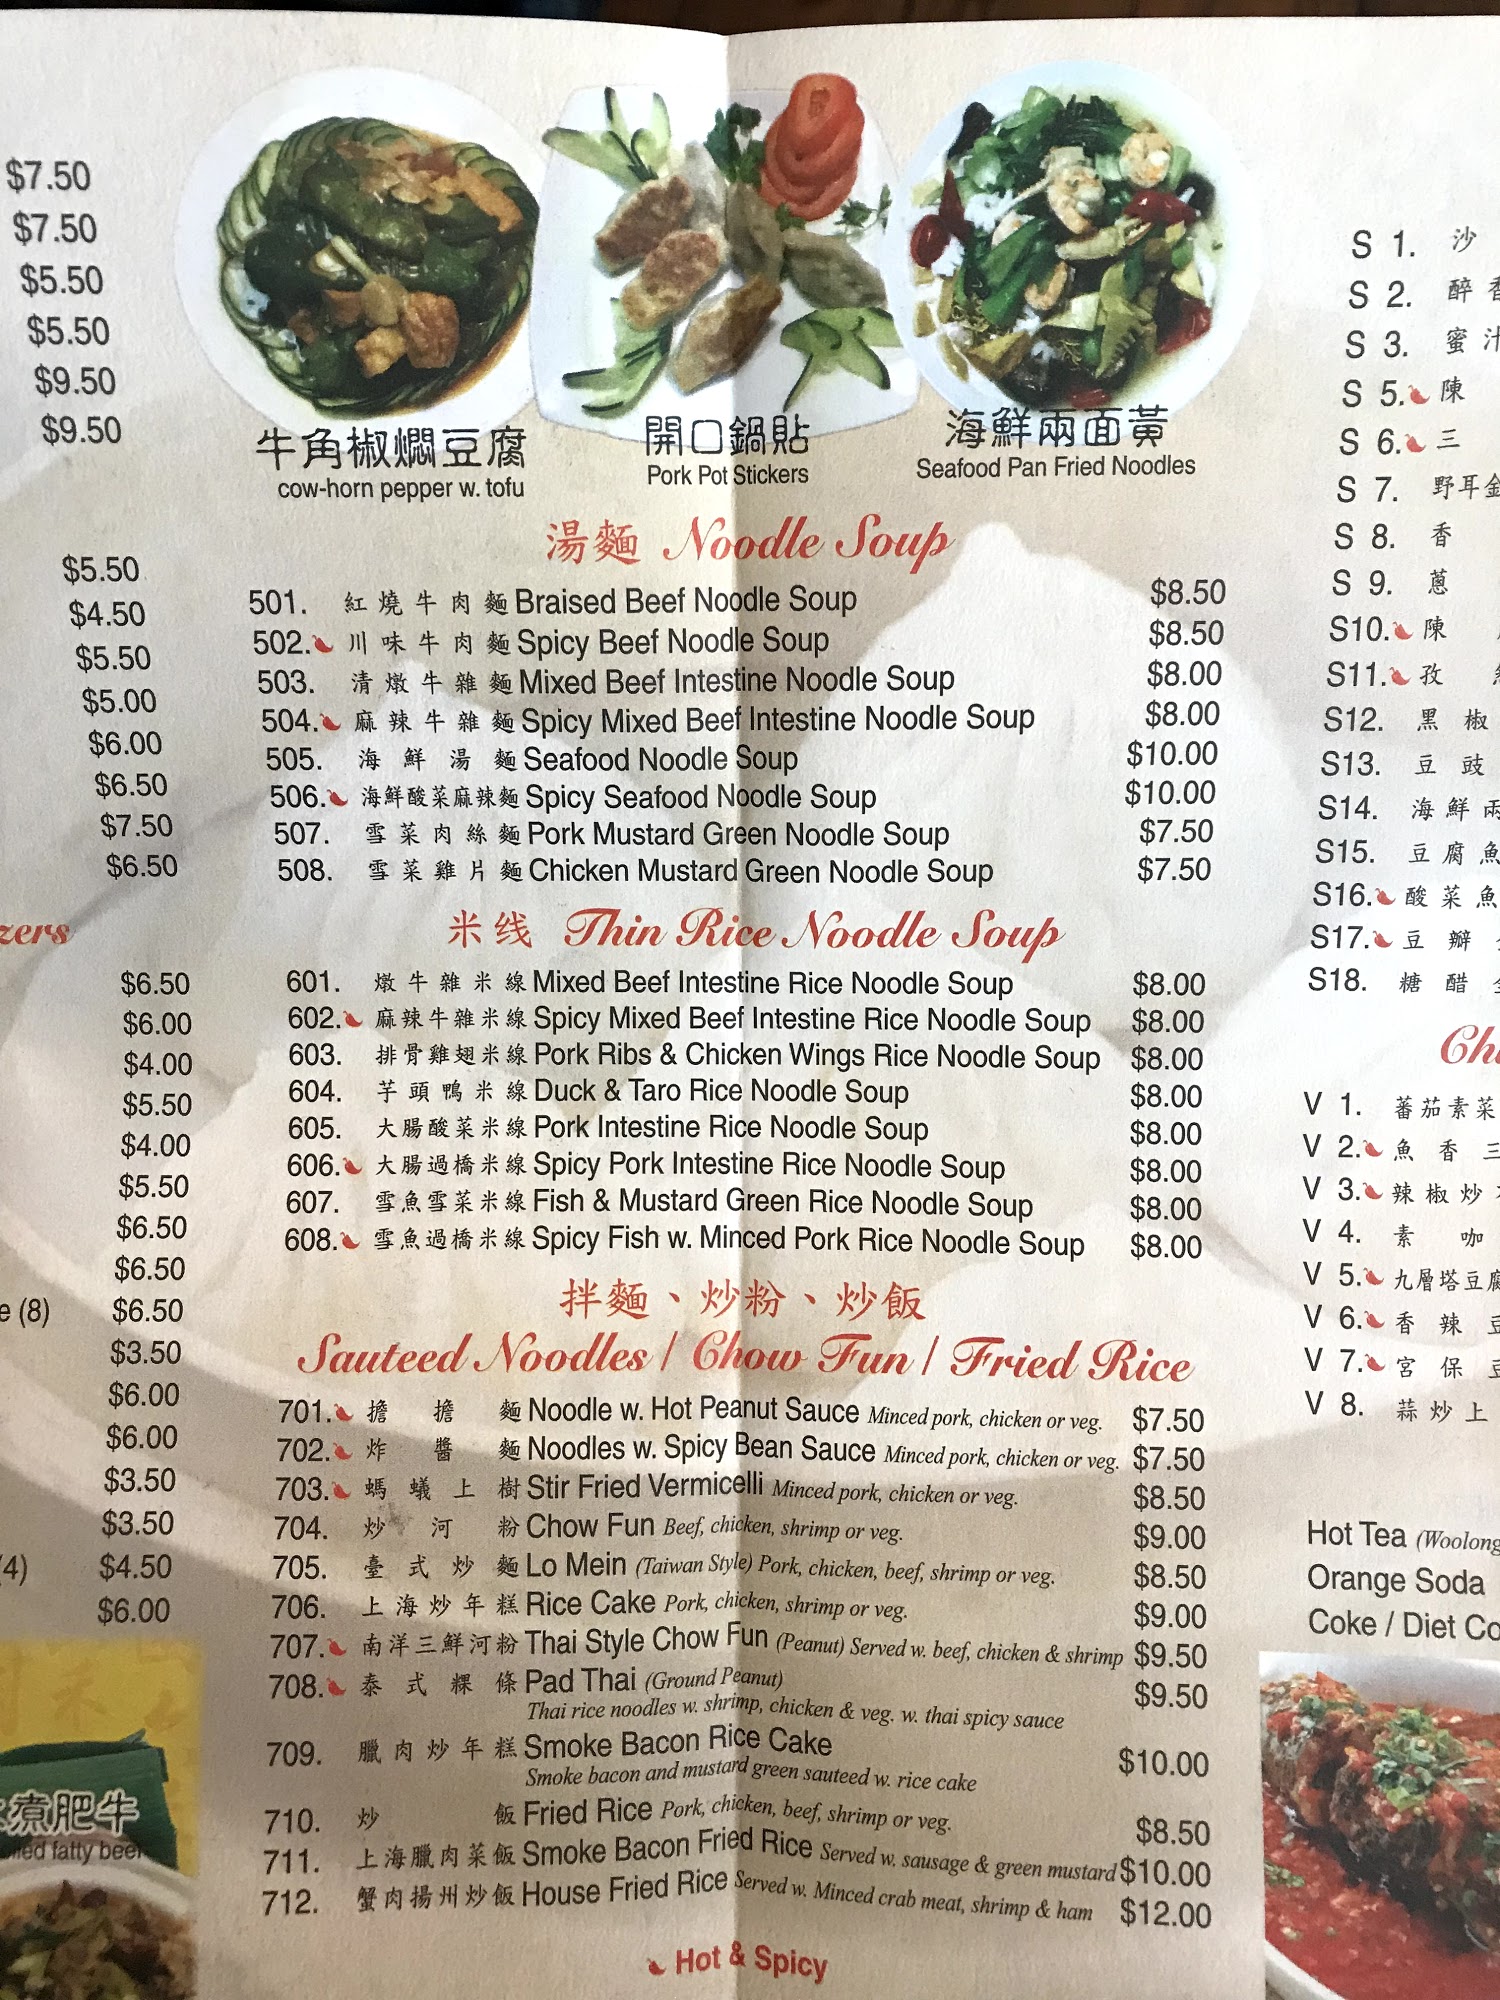 $7.50
$7.50
$5.50
$5.50
$9.50
$9.50
$5.50
$4.50
$5.50
$5.00
$6.00
$6.50
$7.50
$6.50
zers
$6.50
$6.00
$4.00
$5.50
$4.00
$5.50
$6.50
$6.50
e (8) $6.50
$3.50
$6.00
$6.00
$3.50
$3.50
(4) $4.50
$6.00
煮肥牛
fatty beef
牛角椒燜豆腐
cow-horn pepper w. tofu
開口鍋貼
Pork Pot Stickers
海鮮兩面黃
Seafood Pan Fried Noodles
湯麵 Noodle Soup
501. 紅燒牛肉麵 Braised Beef Noodle Soup $8.50
502. 川味牛肉麵 Spicy Beef Noodle Soup $8.50
503. 清燉牛雜麵 Mixed Beef Intestine Noodle Soup $8.00
504. 麻辣牛雜麵 Spicy Mixed Beef Intestine Noodle Soup $8.00
505. 海鮮湯麵 Seafood Noodle Soup $10.00
506. 海鮮酸菜麻辣麵 Spicy Seafood Noodle Soup $10.00
507. 雪菜肉絲麵 Pork Mustard Green Noodle Soup $7.50
508. 雪菜雞片麵 Chicken Mustard Green Noodle Soup $7.50
米线 Thin Rice Noodle Soup
601. 燉牛雜米線 Mixed Beef Intestine Rice Noodle Soup $8.00
602. 麻辣牛雜米線 Spicy Mixed Beef Intestine Rice Noodle Soup $8.00
603. 排骨雞翅米線 Pork Ribs & Chicken Wings Rice Noodle Soup $8.00
604. 芋頭鴨米線 Duck & Taro Rice Noodle Soup $8.00
605. 大腸酸菜米線 Pork Intestine Rice Noodle Soup $8.00
606. 大腸過橋米線 Spicy Pork Intestine Rice Noodle Soup $8.00
607. 雪魚雪菜米線 Fish & Mustard Green Rice Noodle Soup $8.00
608. 雪魚過橋米線 Spicy Fish w. Minced Pork Rice Noodle Soup $8.00
拌麵、炒粉、炒飯
Sauteed Noodles / Chow Fun / Fried Rice
701. 擔擔麵 Noodle w. Hot Peanut Sauce Minced pork, chicken or veg. $7.50
702. 炸醬麵 Noodles w. Spicy Bean Sauce Minced pork, chicken or veg. $7.50
703. 螞蟻上樹 Stir Fried Vermicelli Minced pork, chicken or veg. $8.50
704. 炒河粉 Chow Fun Beef, chicken, shrimp or veg. $9.00
705. 臺式炒麵 Lo Mein (Taiwan Style) Pork, chicken, beef, shrimp or veg. $8.50
706. 上海炒年糕 Rice Cake Pork, chicken, shrimp or veg. $9.00
707. 南洋三鮮河粉 Thai Style Chow Fun (Peanut) Served w. beef, chicken & shrimp $9.50
708. 泰式粿條 Pad Thai (Ground Peanut) $9.50
Thai rice noodles w. shrimp, chicken & veg. w. thai spicy sauce
709. 臘肉炒年糕 Smoke Bacon Rice Cake $10.00
Smoke bacon and mustard green sauteed w. rice cake
710. 炒飯 Fried Rice Pork, chicken, beef, shrimp or veg. $8.50
711. 上海臘肉菜飯 Smoke Bacon Fried Rice Served w. sausage & green mustard $10.00
712. 蟹肉揚州炒飯 House Fried Rice Served w. Minced crab meat, shrimp & ham $12.00
Hot & Spicy
S 1. 沙
S 2. 醉香
S 3. 蜜汁
S 5. 陳
S 6. 三
S 7. 野耳金
S 8. 香
S 9. 蔥
S10. 陳
S11. 孜
S12. 黑椒
S13. 豆豉
S14. 海鮮兩
S15. 豆腐魚
S16. 酸菜魚
S17. 豆瓣
S18. 糖醋
Ch
V 1. 蕃茄素菜
V 2. 魚香三
V 3. 辣椒炒
V 4. 素咖
V 5. 九層塔豆腐
V 6. 香辣豆
V 7. 宮保豆
V 8. 蒜炒上
Hot Tea (Woolong
Orange Soda
Coke / Diet Co